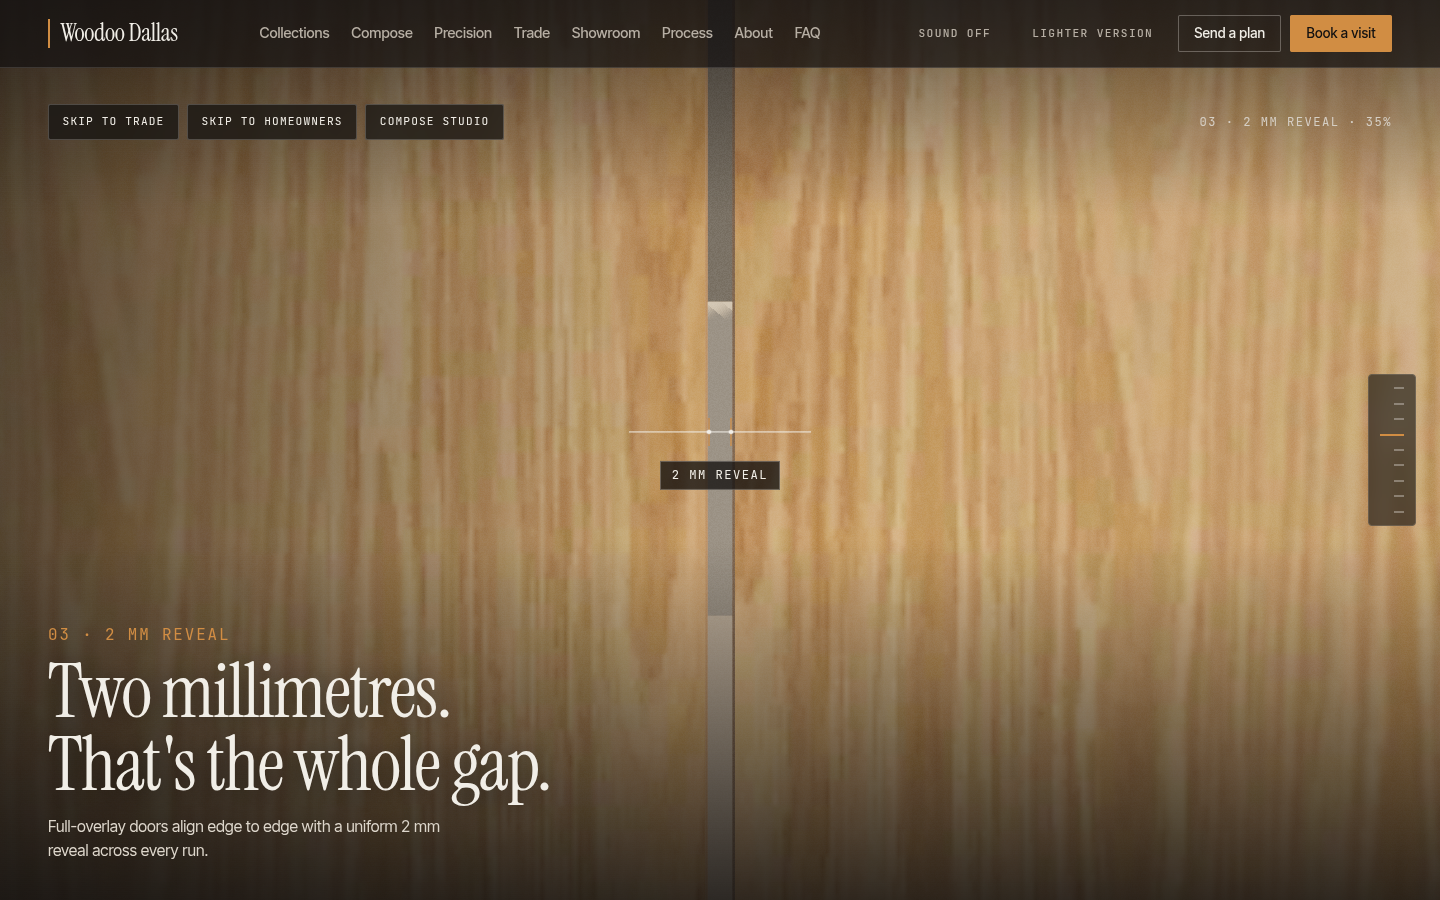 Woodoo Dallas
Collections Compose Precision Trade Showroom Process About FAQ
SOUND OFF LIGHTER VERSION
Send a plan
Book a visit
SKIP TO TRADE
SKIP TO HOMEOWNERS
COMPOSE STUDIO
03 · 2 MM REVEAL · 35%
2 MM REVEAL
03 · 2 MM REVEAL
Two millimetres.
That's the whole gap.
Full-overlay doors align edge to edge with a uniform 2 mm
reveal across every run.